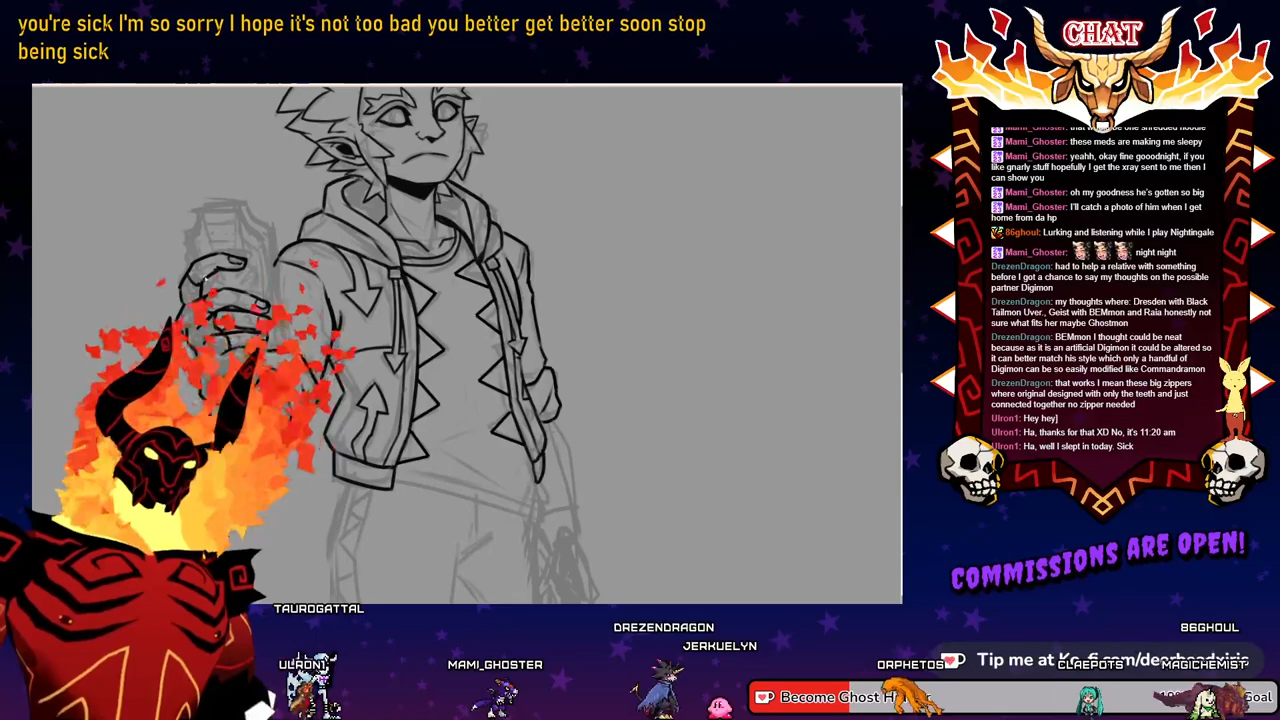 you're sick I'm so sorry I hope it's not too bad you better get better soon stop
being sick
CHAT
Mami_Ghoster: that would be one shredded hoodie
Mami_Ghoster: these meds are making me sleepy
Mami_Ghoster: yeahh, okay fine gooodnight, if you
like gnarly stuff hopefully I get the xray sent to me then I
can show you
Mami_Ghoster: oh my goodness he's gotten so big
Mami_Ghoster: I'll catch a photo of him when I get
home from da hp
86ghoul: Lurking and listening while I play Nightingale
Mami_Ghoster: night night
DrezenDragon: had to help a relative with something
before I got a chance to say my thoughts on the possible
partner Digimon
DrezenDragon: my thoughts where: Dresden with Black
Tailmon Uver., Geist with BEMmon and Raia honestly not
sure what fits her maybe Ghostmon
DrezenDragon: BEMmon I thought could be neat
because as it is an artificial Digimon it could be altered so
it can better match his style which only a handful of
Digimon can be so easily modified like Commandramon
DrezenDragon: that works I mean these big zippers
where original designed with only the teeth and just
connected together no zipper needed
Ulron1: Hey hey]
Ulron1: Ha, thanks for that XD No, it's 11:20 am
Ulron1: Ha, well I slept in today. Sick
COMMISSIONS ARE OPEN!
TAUROGATTAL
DREZENDRAGON
86GHOUL
JERKUELYN
ULRON1
MAMI_GHOSTER
ORPHETOS
CLAEPOTS
MAGICHEMIST
Tip me at Ko-fi.com/
Become Ghost
Goal